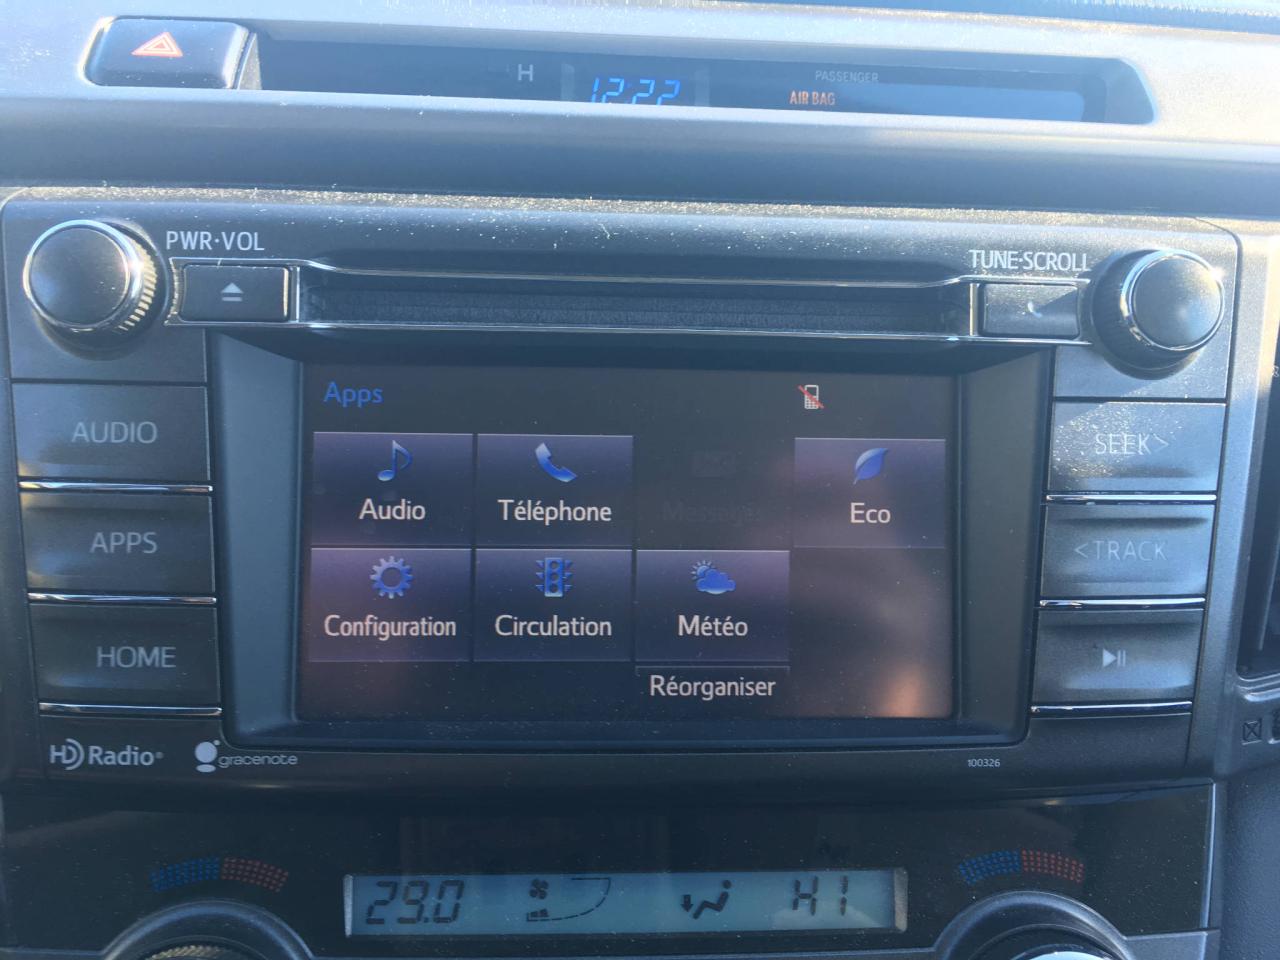 H
12:22
PASSENGER
AIR BAG
PWR·VOL
TUNE·SCROLL
AUDIO
APPS
HOME
Apps
Audio
Téléphone
Messages
Eco
Configuration
Circulation
Météo
Réorganiser
SEEK>
<TRACK
HD Radio®
gracenote
100326
29.0
HI